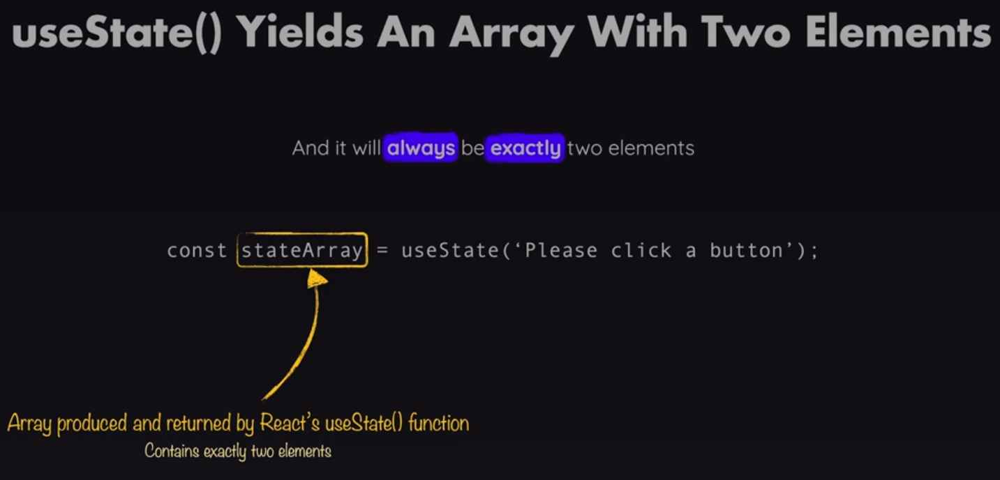 useState() Yields An Array With Two Elements
And it will always be exactly two elements
const stateArray = useState(‘Please click a button’);
Array produced and returned by React’s useState() function
Contains exactly two elements